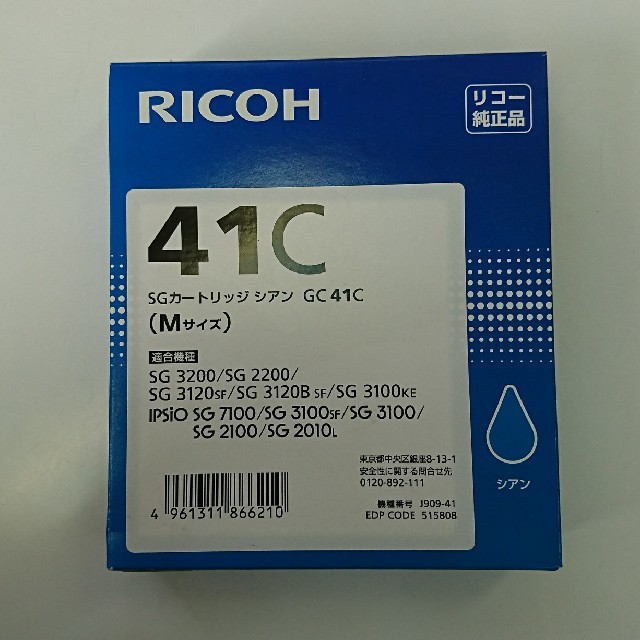 RICOH
リコー
純正品
41C
SGカートリッジ シアン GC 41C
(Mサイズ)
適合機種
SG 3200/SG 2200/
SG 3120SF/SG 3120B SF/SG 3100KE
IPSiO SG 7100/SG 3100SF/SG 3100/
SG 2100/SG 2010L
東京都中央区銀座8-13-1
安全性に関する問合せ先
0120-892-111
シアン
4 961311 866210
機種番号 J909-41
EDP CODE 515808